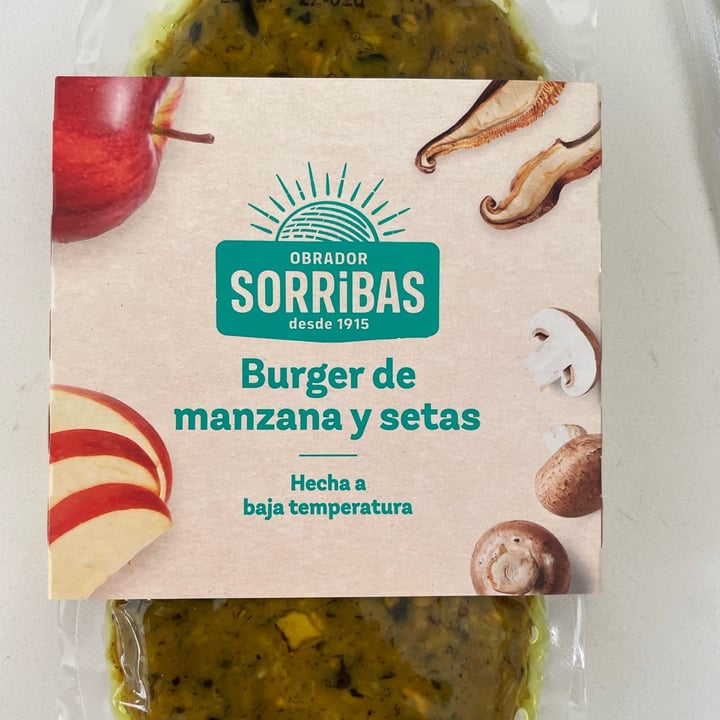 OBRADOR
SORRiBAS
desde 1915
Burger de
manzana y setas
Hecha a
baja temperatura